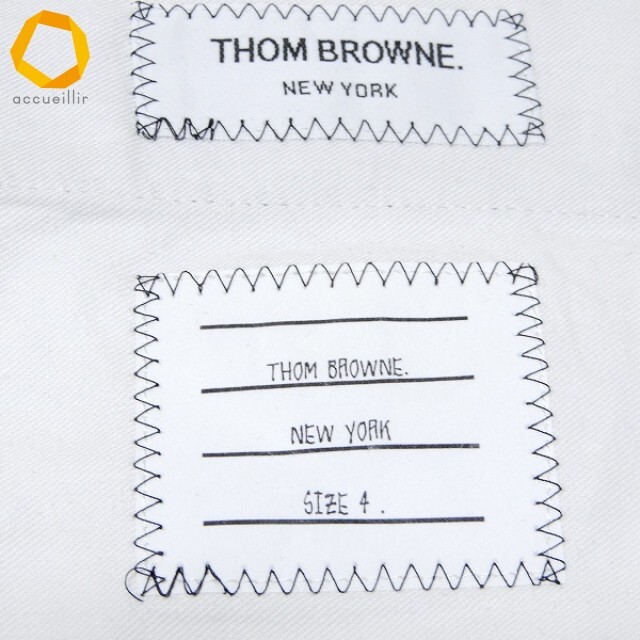 accueillir
THOM BROWNE.
NEW YORK
THOM BROWNE.
NEW YORK
SIZE 4 .